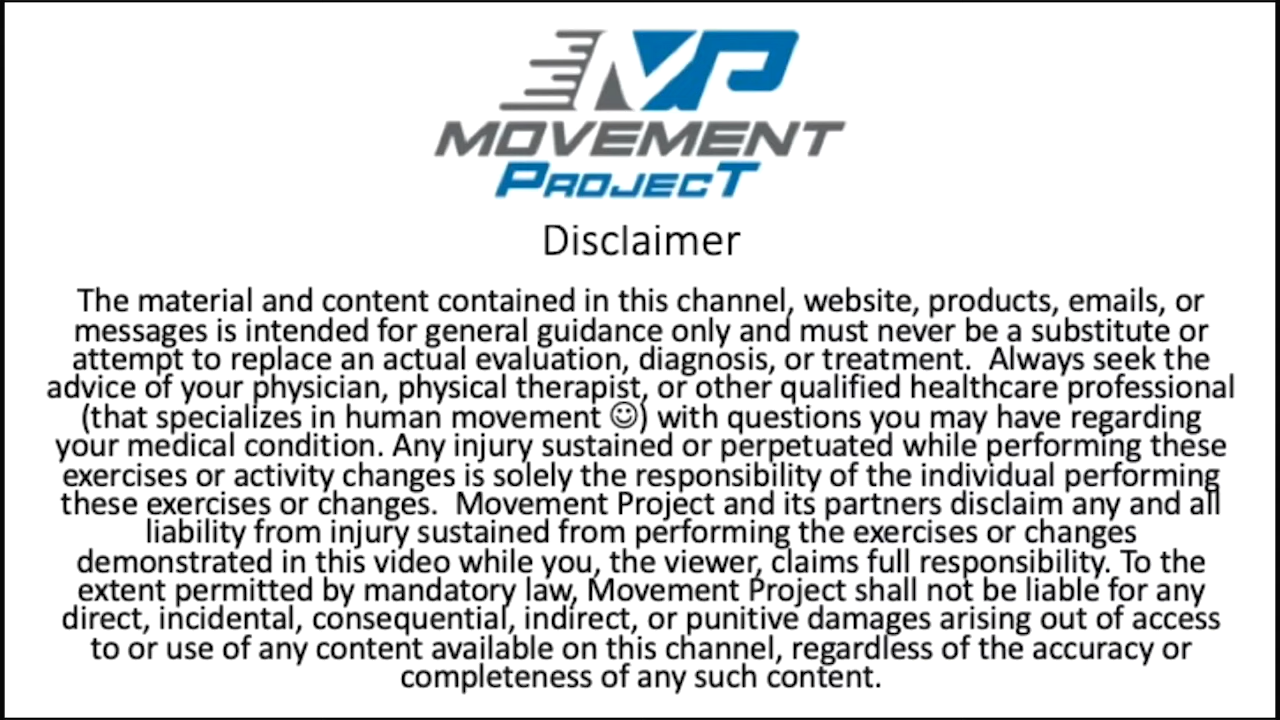 MP
MOVEMENT
PROJECT
Disclaimer
The material and content contained in this channel, website, products, emails, or
messages is intended for general guidance only and must never be a substitute or
attempt to replace an actual evaluation, diagnosis, or treatment.  Always seek the
advice of your physician, physical therapist, or other qualified healthcare professional
(that specializes in human movement ☺) with questions you may have regarding
your medical condition. Any injury sustained or perpetuated while performing these
exercises or activity changes is solely the responsibility of the individual performing
these exercises or changes.  Movement Project and its partners disclaim any and all
liability from injury sustained from performing the exercises or changes
demonstrated in this video while you, the viewer, claims full responsibility. To the
extent permitted by mandatory law, Movement Project shall not be liable for any
direct, incidental, consequential, indirect, or punitive damages arising out of access
to or use of any content available on this channel, regardless of the accuracy or
completeness of any such content.